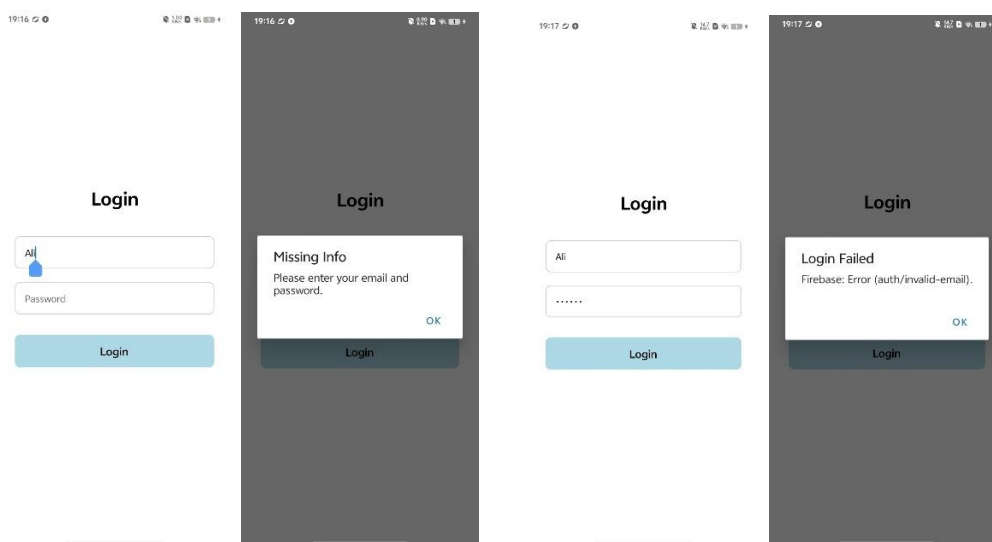 19:16
Login
Ali
Password
Login
19:16
Login
Missing Info
Please enter your email and
password.
OK
Login
19:17
Login
Ali
......
Login
19:17
Login
Login Failed
Firebase: Error (auth/invalid-email).
OK
Login